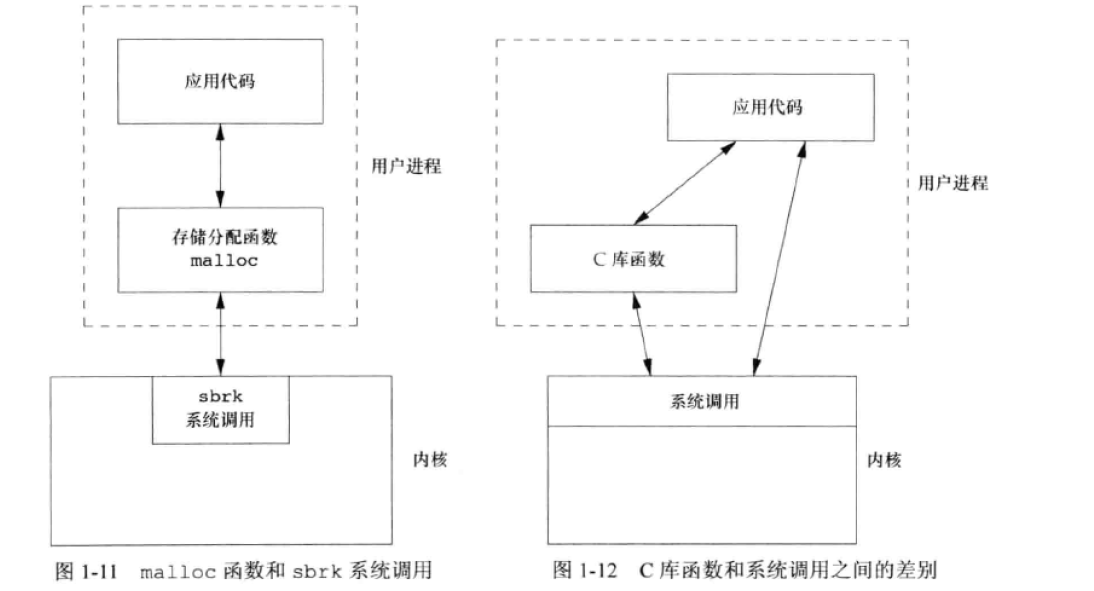 应用代码
用户进程
存储分配函数
malloc
sbrk
系统调用
内核
图 1-11 malloc 函数和 sbrk 系统调用
应用代码
用户进程
C 库函数
系统调用
内核
图 1-12 C 库函数和系统调用之间的差别